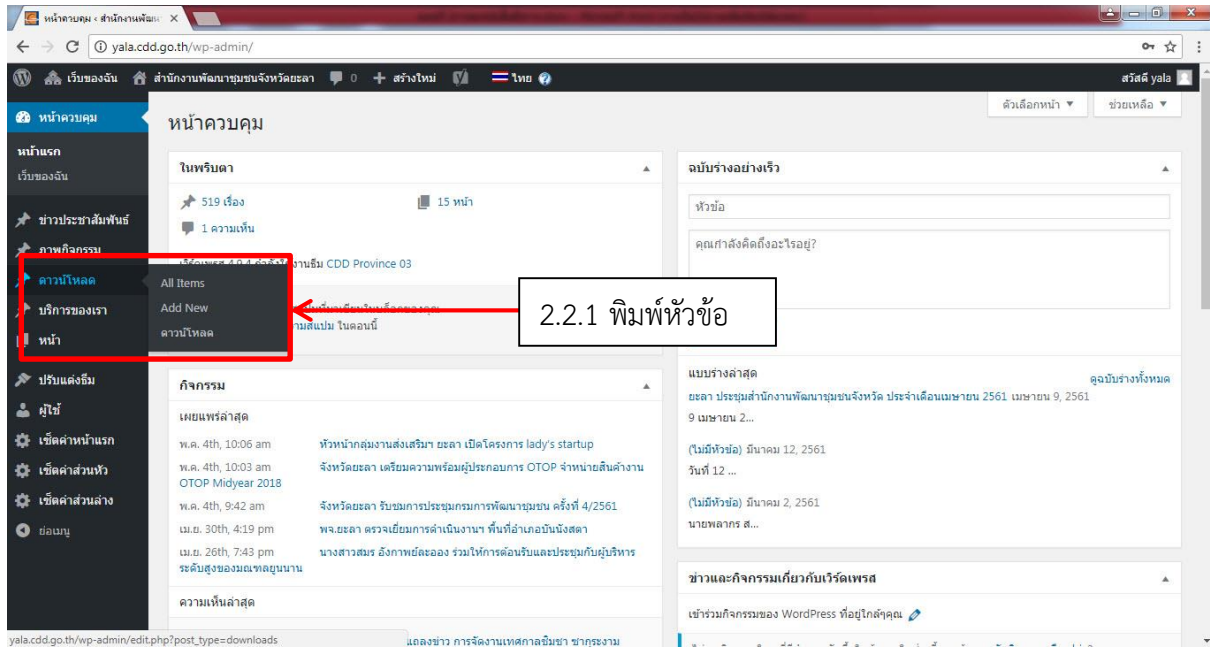 หน้าควบคุม ‹ สำนักงานพัฒนา
yala.cdd.go.th/wp-admin/
เว็บของฉัน สำนักงานพัฒนาชุมชนจังหวัดยะลา 0 + สร้างใหม่ ไทย สวัสดี yala
ตัวเลือกหน้า ▼ ช่วยเหลือ ▼
หน้าควบคุม
หน้าแรก
เว็บของฉัน
ข่าวประชาสัมพันธ์
ภาพกิจกรรม
ดาวน์โหลด
บริการของเรา
หน้า
ปรับแต่งธีม
ผู้ใช้
เซ็ตค่าหน้าแรก
เซ็ตค่าส่วนหัว
เซ็ตค่าส่วนล่าง
ย่อเมนู
All Items
Add New
ดาวน์โหลด
หน้าควบคุม
ในพริบตา
519 เรื่อง 15 หน้า
1 ความเห็น
CDD Province 03
ในตอนนี้
2.2.1 พิมพ์หัวข้อ
กิจกรรม
เผยแพร่ล่าสุด
พ.ค. 4th, 10:06 am หัวหน้ากลุ่มงานส่งเสริมฯ ยะลา เปิดโครงการ lady's startup
พ.ค. 4th, 10:03 am จังหวัดยะลา เตรียมความพร้อมผู้ประกอบการ OTOP จำหน่ายสินค้างาน
OTOP Midyear 2018
พ.ค. 4th, 9:42 am จังหวัดยะลา รับชมการประชุมกรมการพัฒนาชุมชน ครั้งที่ 4/2561
เม.ย. 30th, 4:19 pm พจ.ยะลา ตรวจเยี่ยมการดำเนินงานฯ พื้นที่อำเภอบันนังสตา
เม.ย. 26th, 7:43 pm นางสาวสมร อังกาพย์ละออง ร่วมให้การต้อนรับและประชุมกับผู้บริหาร
ระดับสูงของมณฑลยูนนาน
ความเห็นล่าสุด
แถลงข่าว การจัดงานเทศกาลชิมชา ชากุระงาม
ฉบับร่างอย่างเร็ว
หัวข้อ
คุณกำลังคิดถึงอะไรอยู่?
แบบร่างล่าสุด
ดูฉบับร่างทั้งหมด
ยะลา ประชุมสำนักงานพัฒนาชุมชนจังหวัด ประจำเดือนเมษายน 2561 เมษายน 9, 2561
9 เมษายน 2...
(ไม่มีหัวข้อ) มีนาคม 12, 2561
วันที่ 12 ...
(ไม่มีหัวข้อ) มีนาคม 2, 2561
นายพลากร ส...
ข่าวและกิจกรรมเกี่ยวกับเวิร์ดเพรส
เข้าร่วมกิจกรรมของ WordPress ที่อยู่ใกล้ๆคุณ
yala.cdd.go.th/wp-admin/edit.php?post_type=downloads